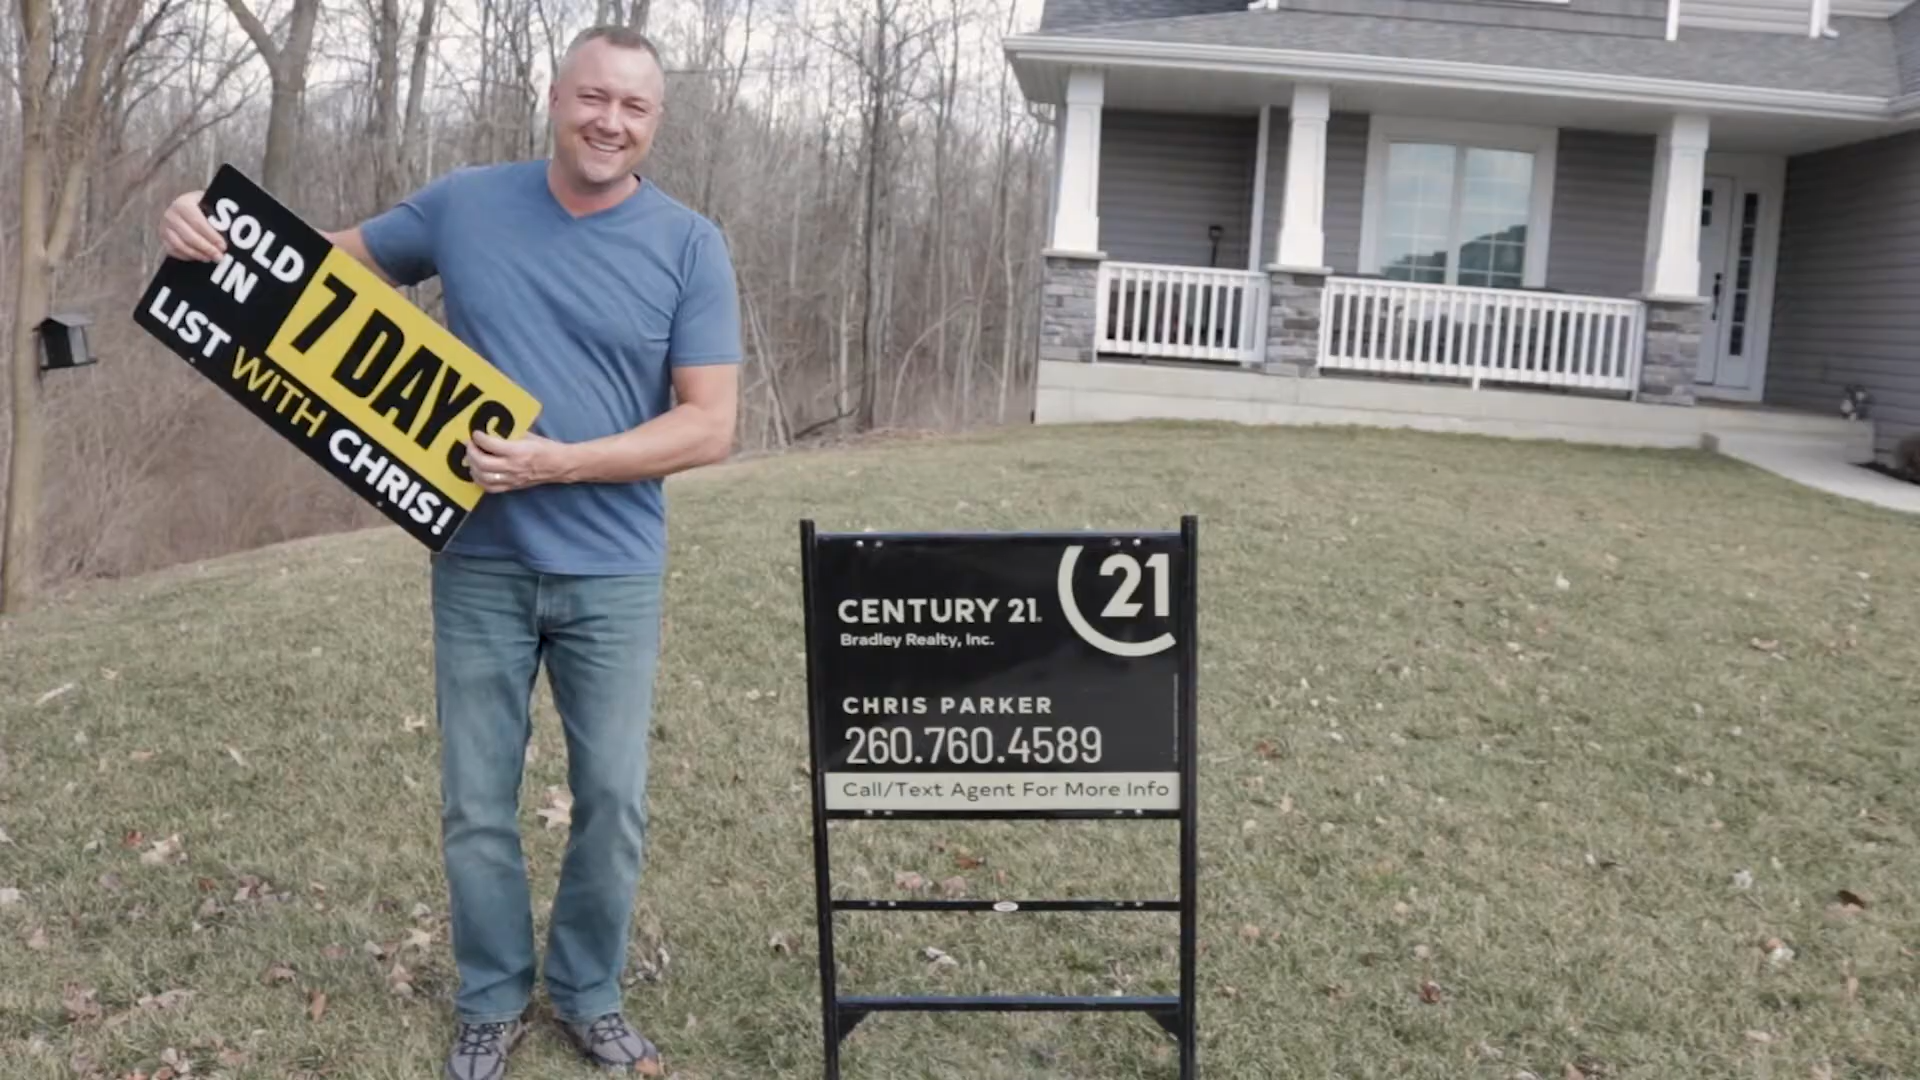 SOLD
IN
7 DAYS
LIST WITH CHRIS!
21
CENTURY 21.
Bradley Realty, Inc.
CHRIS PARKER
260.760.4589
Call/Text Agent For More Info